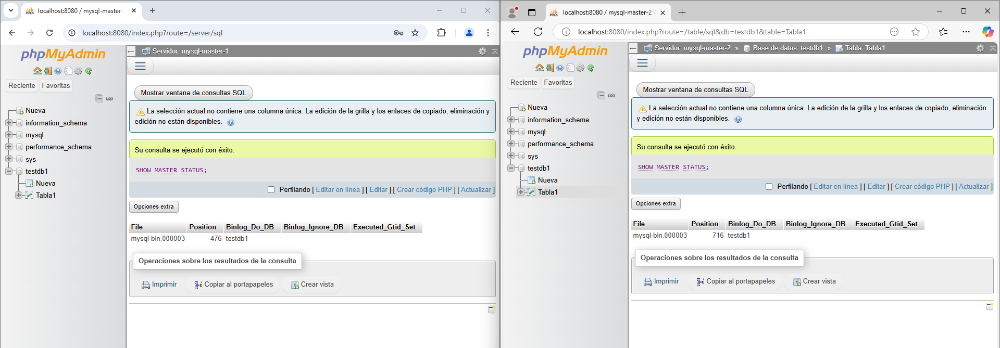 localhost:8080 / mysql-master-
localhost:8080/index.php?route=/server/sql
phpMyAdmin
Reciente
Favoritas
Nueva
information_schema
mysql
performance_schema
sys
testdb1
Nueva
Tabla1
Servidor: mysql-master-1
Mostrar ventana de consultas SQL
La selección actual no contiene una columna única. La edición de la grilla y los enlaces de copiado, eliminación y
edición no están disponibles.
Su consulta se ejecutó con éxito.
SHOW MASTER STATUS;
Perfilando [ Editar en línea ] [ Editar ] [ Crear código PHP ] [ Actualizar ]
Opciones extra
File Position Binlog_Do_DB Binlog_Ignore_DB Executed_Gtid_Set
mysql-bin.000003 476 testdb1
Operaciones sobre los resultados de la consulta
Imprimir Copiar al portapapeles Crear vista
localhost:8080 / mysql-master-2 /
localhost:8080/index.php?route=/table/sql&db=testdb1&table=Tabla1
phpMyAdmin
Reciente
Favoritas
Nueva
information_schema
mysql
performance_schema
sys
testdb1
Nueva
Tabla1
Servidor: mysql-master-2 » Base de datos: testdb1 » Tabla: Tabla1
Mostrar ventana de consultas SQL
La selección actual no contiene una columna única. La edición de la grilla y los enlaces de copiado, eliminación
y edición no están disponibles.
Su consulta se ejecutó con éxito.
SHOW MASTER STATUS;
Perfilando [ Editar en línea ] [ Editar ] [ Crear código PHP ] [ Actualizar ]
Opciones extra
File Position Binlog_Do_DB Binlog_Ignore_DB Executed_Gtid_Set
mysql-bin.000003 716 testdb1
Operaciones sobre los resultados de la consulta
Imprimir Copiar al portapapeles Crear vista